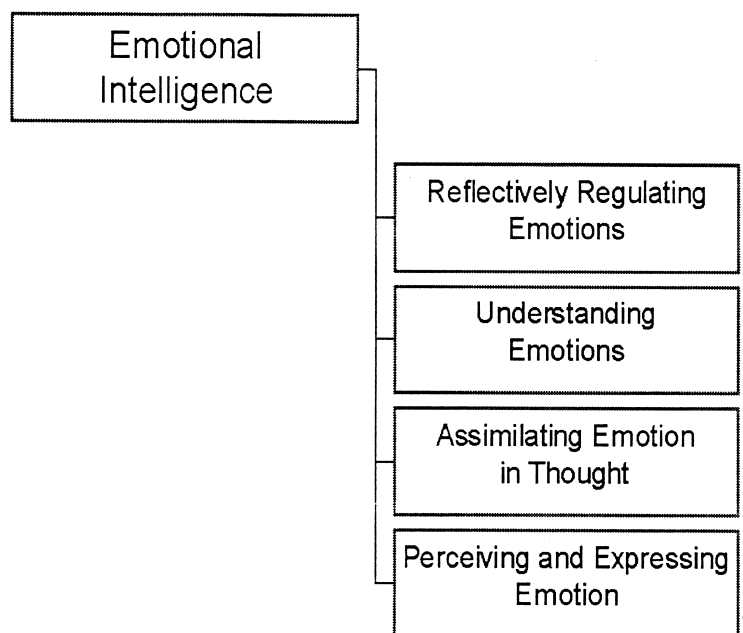 Emotional
Intelligence
Reflectively Regulating
Emotions
Understanding
Emotions
Assimilating Emotion
in Thought
Perceiving and Expressing
Emotion